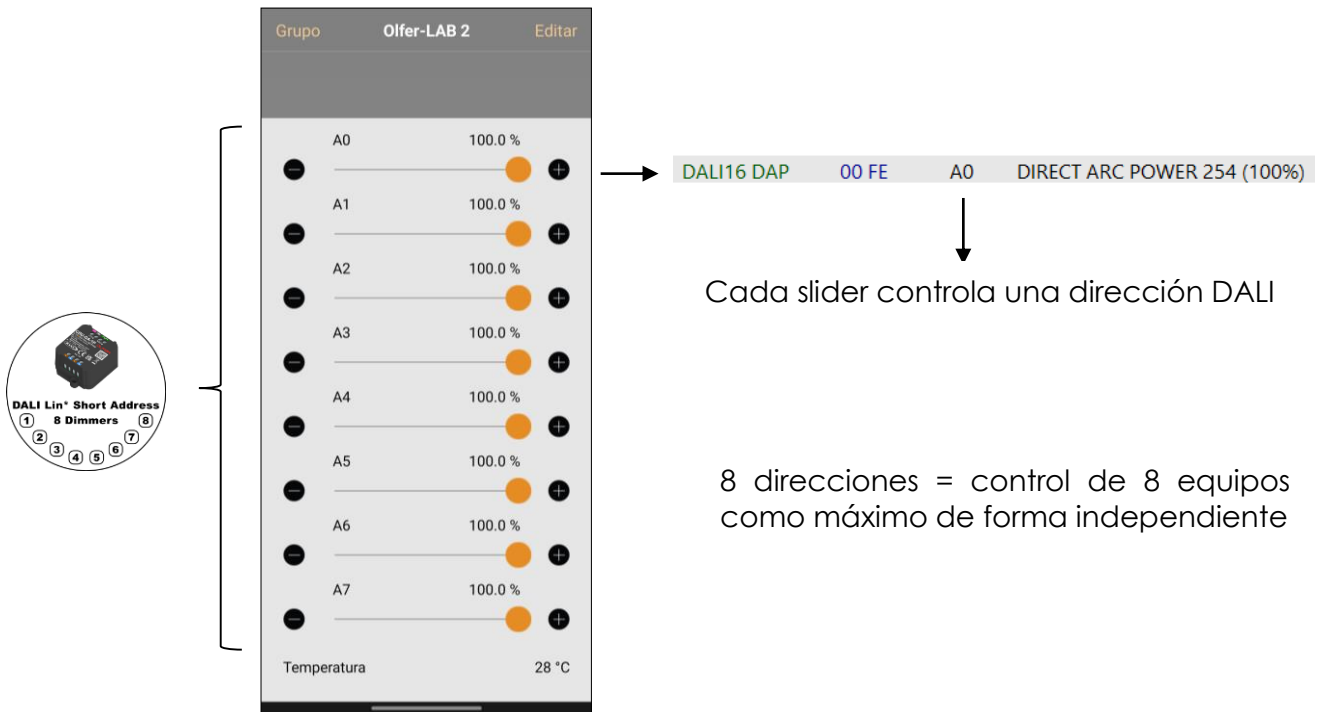 Grupo Olfer-LAB 2 Editar
A0 100.0 %
A1 100.0 %
A2 100.0 %
A3 100.0 %
A4 100.0 %
A5 100.0 %
A6 100.0 %
A7 100.0 %
Temperatura 28 °C
DALI Lin* Short Address
8 Dimmers
1 2 3 4 5 6 7 8
DALI16 DAP 00 FE A0 DIRECT ARC POWER 254 (100%)
Cada slider controla una dirección DALI
8 direcciones = control de 8 equipos
como máximo de forma independiente